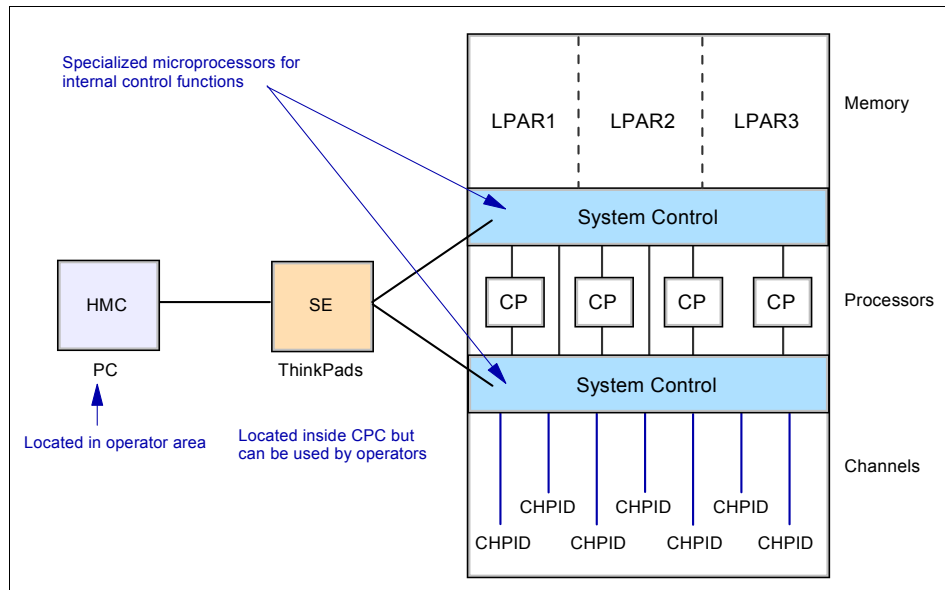 Specialized microprocessors for
internal control functions
LPAR1
LPAR2
LPAR3
Memory
System Control
HMC
SE
CP
CP
CP
CP
Processors
PC
ThinkPads
System Control
Located in operator area
Located inside CPC but
can be used by operators
Channels
CHPID
CHPID
CHPID
CHPID
CHPID
CHPID
CHPID